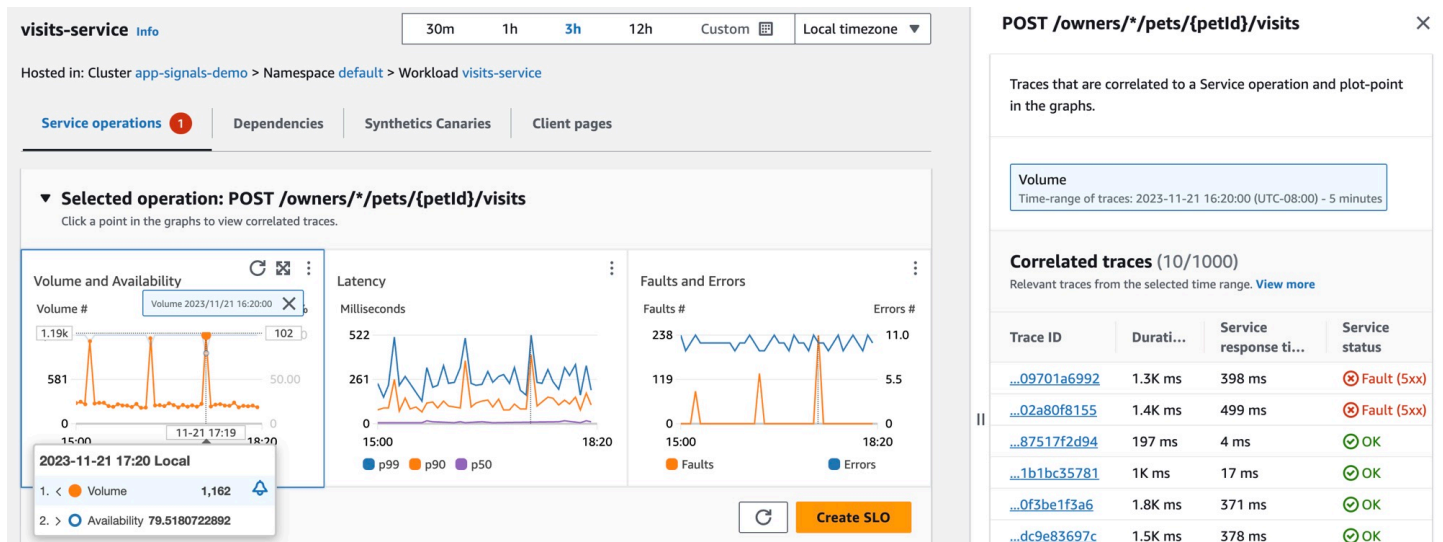 visits-service Info
30m 1h 3h 12h Custom Local timezone
Hosted in: Cluster app-signals-demo > Namespace default > Workload visits-service
Service operations 1 Dependencies Synthetics Canaries Client pages
Selected operation: POST /owners/*/pets/{petId}/visits
Click a point in the graphs to view correlated traces.
Volume and Availability
Volume #
Volume 2023/11/21 16:20:00
1.19k
102
581
50.00
0
0
15:00
11-21 17:19
18:20
2023-11-21 17:20 Local
1. < Volume 1,162
2. > Availability 79.5180722892
Latency
Milliseconds
522
261
0
15:00 18:20
p99 p90 p50
Faults and Errors
Faults # Errors #
238 11.0
119 5.5
0 0
15:00 18:20
Faults Errors
Create SLO
POST /owners/*/pets/{petId}/visits
Traces that are correlated to a Service operation and plot-point
in the graphs.
Volume
Time-range of traces: 2023-11-21 16:20:00 (UTC-08:00) - 5 minutes
Correlated traces (10/1000)
Relevant traces from the selected time range. View more
Trace ID Durati... Service response ti... Service status
...09701a6992 1.3K ms 398 ms Fault (5xx)
...02a80f8155 1.4K ms 499 ms Fault (5xx)
...87517f2d94 197 ms 4 ms OK
...1b1bc35781 1K ms 17 ms OK
...0f3be1f3a6 1.8K ms 371 ms OK
...dc9e83697c 1.5K ms 378 ms OK